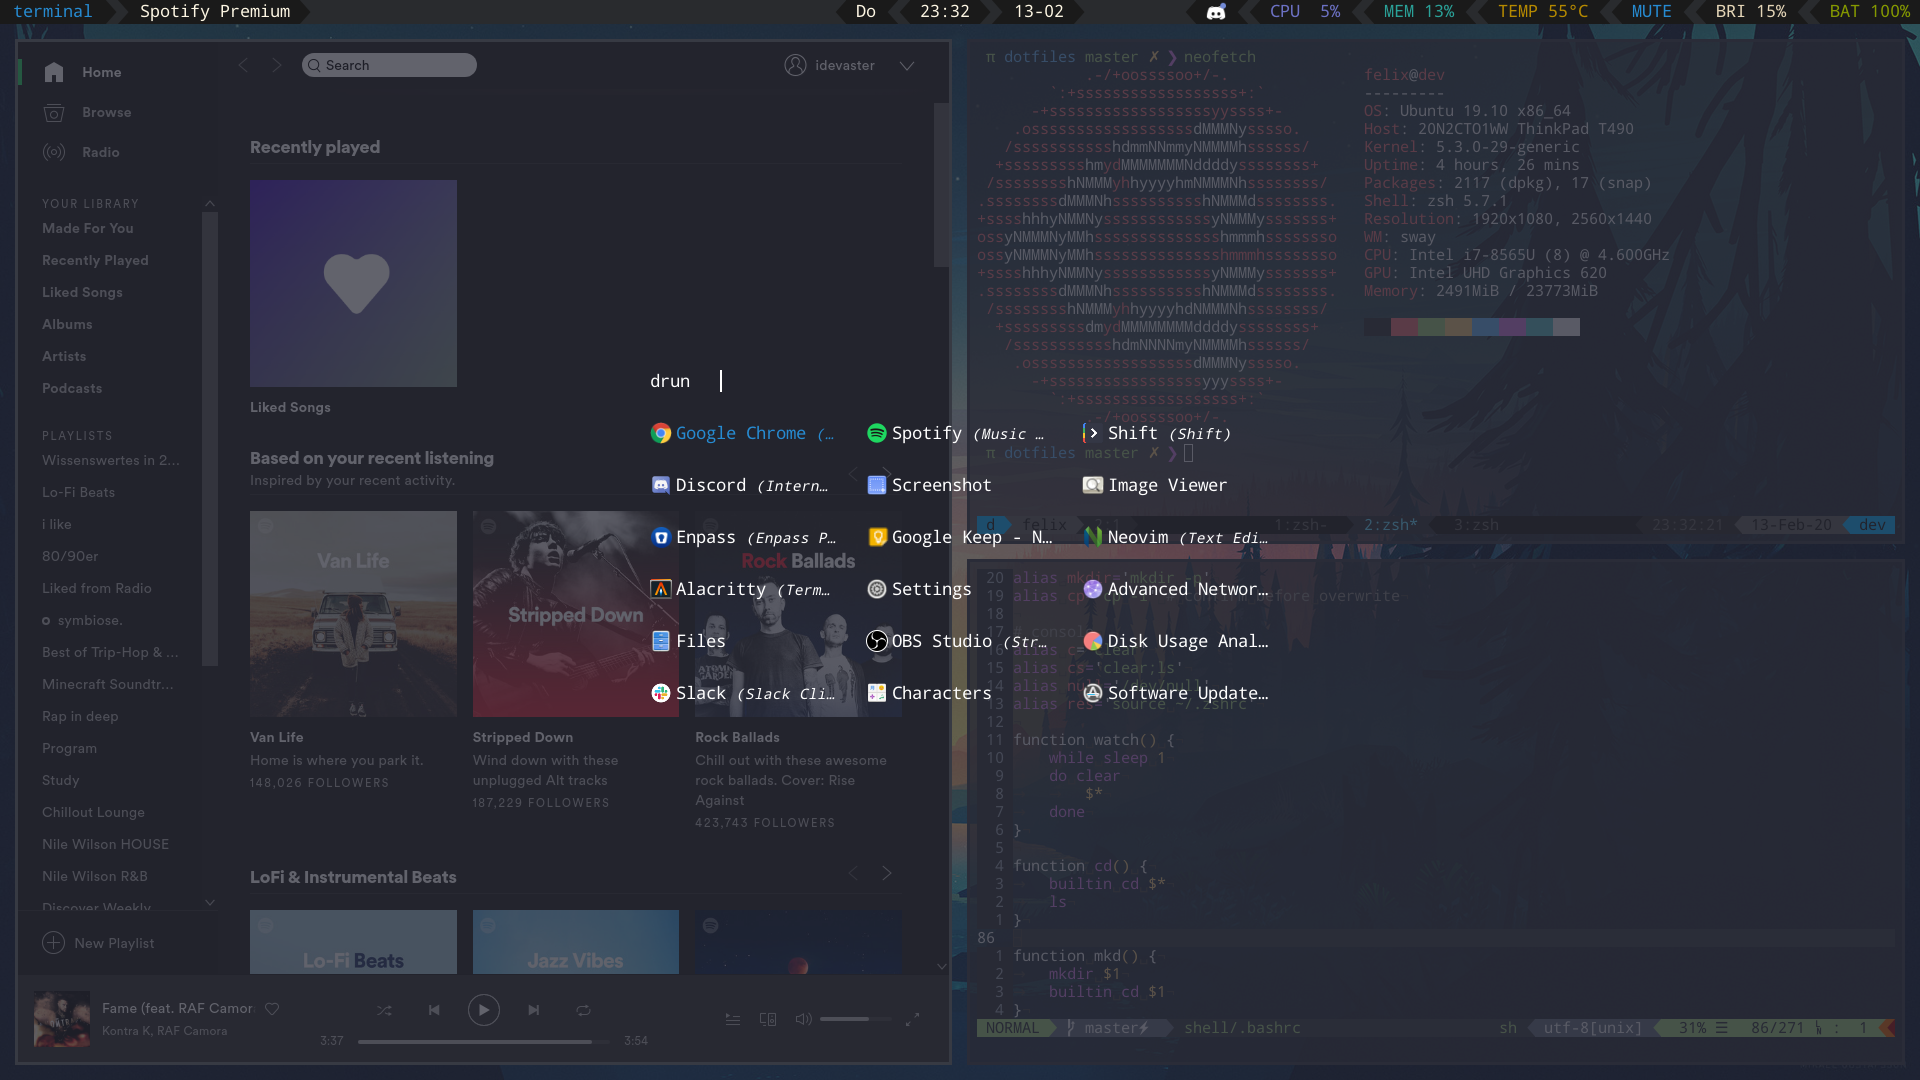 terminal
Spotify Premium
Do
23:32
13-02
CPU 5%
MEM 13%
TEMP 55°C
MUTE
BRI 15%
BAT 100%
Home
Browse
Radio
YOUR LIBRARY
Made For You
Recently Played
Liked Songs
Albums
Artists
Podcasts
PLAYLISTS
Wissenswertes in 2...
Lo-Fi Beats
i like
80/90er
Liked from Radio
symbiose.
Best of Trip-Hop & ...
Minecraft Soundtr...
Rap in deep
Program
Study
Chillout Lounge
Nile Wilson HOUSE
Nile Wilson R&B
Discover Weekly
New Playlist
Search
idevaster
Recently played
Liked Songs
Based on your recent listening
Inspired by your recent activity.
Van Life
Stripped Down
Rock Ballads
Van Life
Home is where you park it.
148,026 FOLLOWERS
Stripped Down
Wind down with these
unplugged Alt tracks
187,229 FOLLOWERS
Rock Ballads
Chill out with these awesome
rock ballads. Cover: Rise
Against
423,743 FOLLOWERS
LoFi & Instrumental Beats
Lo-Fi Beats
Jazz Vibes
Fame (feat. RAF Camor
Kontra K, RAF Camora
3:37
3:54
drun
Google Chrome (…
Spotify (Music …
Shift (Shift)
Discord (Intern…
Screenshot
Image Viewer
Enpass (Enpass P…
Google Keep - N…
Neovim (Text Edi…
Alacritty (Term…
Settings
Advanced Networ…
Files
OBS Studio (Str…
Disk Usage Anal…
Slack (Slack Cli…
Characters
Software Update…
π dotfiles master ✗ ❯ neofetch
felix@dev
---------
OS: Ubuntu 19.10 x86_64
Host: 20N2CTO1WW ThinkPad T490
Kernel: 5.3.0-29-generic
Uptime: 4 hours, 26 mins
Packages: 2117 (dpkg), 17 (snap)
Shell: zsh 5.7.1
Resolution: 1920x1080, 2560x1440
WM: sway
CPU: Intel i7-8565U (8) @ 4.600GHz
GPU: Intel UHD Graphics 620
Memory: 2491MiB / 23773MiB
π dotfiles master ✗ ❯
d felix 1:zsh- 2:zsh* 3:zsh 23:32:21 13-Feb-20 dev
20 alias mkdir='mkdir -p'
19 alias cp= before overwrite
18
17
16 alias c='clear'
15 alias cs='clear;ls'
14 alias null='/dev/null'
13 alias res='source ~/.zshrc'
12
11 function watch() {
10 while sleep 1
9 do clear
8 $*
7 done
6 }
5
4 function cd() {
3 builtin cd $*
2 ls
1 }
86
1 function mkd() {
2 mkdir $1
3 builtin cd $1
4 }
NORMAL master⚡ shell/.bashrc sh utf-8[unix] 31% ☰ 86/271 : 1